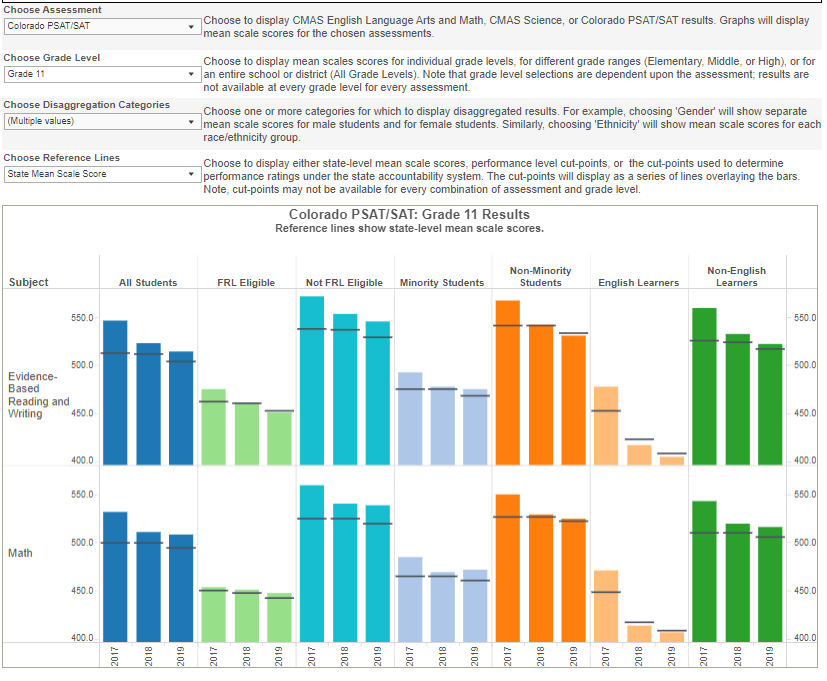 Choose Assessment
Colorado PSAT/SAT
Choose to display CMAS English Language Arts and Math, CMAS Science, or Colorado PSAT/SAT results. Graphs will display
mean scale scores for the chosen assessments.
Choose Grade Level
Grade 11
Choose to display mean scales scores for individual grade levels, for different grade ranges (Elementary, Middle, or High), or for
an entire school or district (All Grade Levels). Note that grade level selections are dependent upon the assessment; results are
not available at every grade level for every assessment.
Choose Disaggregation Categories
(Multiple values)
Choose one or more categories for which to display disaggregated results. For example, choosing 'Gender' will show separate
mean scale scores for male students and for female students. Similarly, choosing 'Ethnicity' will show mean scale scores for each
race/ethnicity group.
Choose Reference Lines
State Mean Scale Score
Choose to display either state-level mean scale scores, performance level cut-points, or the cut-points used to determine
performance ratings under the state accountability system. The cut-points will display as a series of lines overlaying the bars.
Note, cut-points may not be available for every combination of assessment and grade level.
Colorado PSAT/SAT: Grade 11 Results
Reference lines show state-level mean scale scores.
Subject
All Students
FRL Eligible
Not FRL Eligible
Minority Students
Non-Minority
Students
English Learners
Non-English
Learners
Evidence-
Based
Reading and
Writing
550.0
500.0
450.0
400.0
550.0
500.0
450.0
400.0
Math
550.0
500.0
450.0
400.0
550.0
500.0
450.0
400.0
2017
2018
2019
2017
2018
2019
2017
2018
2019
2017
2018
2019
2017
2018
2019
2017
2018
2019
2017
2018
2019